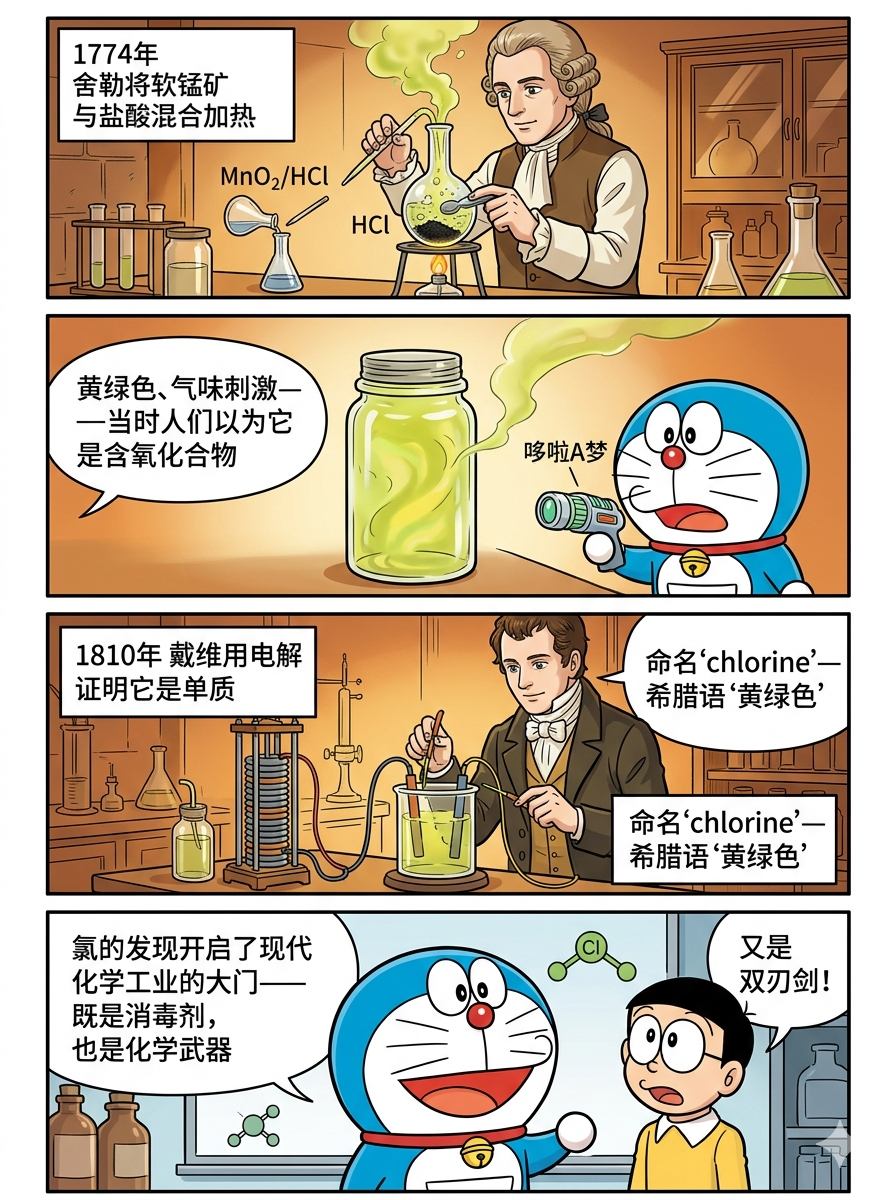 1774年
舍勒将软锰矿
与盐酸混合加热
MnO₂/HCl
HCl
黄绿色、气味刺激—
—当时人们以为它
是含氧化合物
哆啦A梦
1810年 戴维用电解
证明它是单质
命名‘chlorine’—
希腊语‘黄绿色’
命名‘chlorine’—
希腊语‘黄绿色’
氯的发现开启了现代
化学工业的大门——
既是消毒剂，
也是化学武器
Cl
又是
双刃剑！